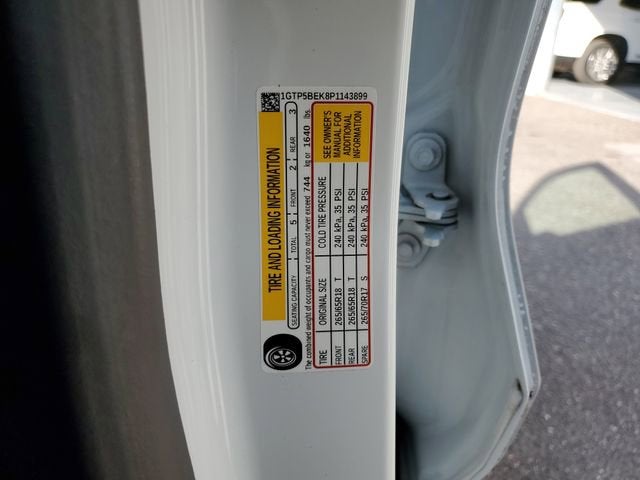 1GTP5BEK8P1143899
TIRE AND LOADING INFORMATION
SEATING CAPACITY TOTAL 5 FRONT 2 REAR 3
The combined weight of occupants and cargo must never exceed 744 kg or 1640 lbs.
TIRE ORIGINAL SIZE COLD TIRE PRESSURE
FRONT 265/65R18 T 240 kPa, 35 PSI
REAR 265/65R18 T 240 kPa, 35 PSI
SPARE 265/70R17 S 240 kPa, 35 PSI
SEE OWNER'S
MANUAL FOR
ADDITIONAL
INFORMATION